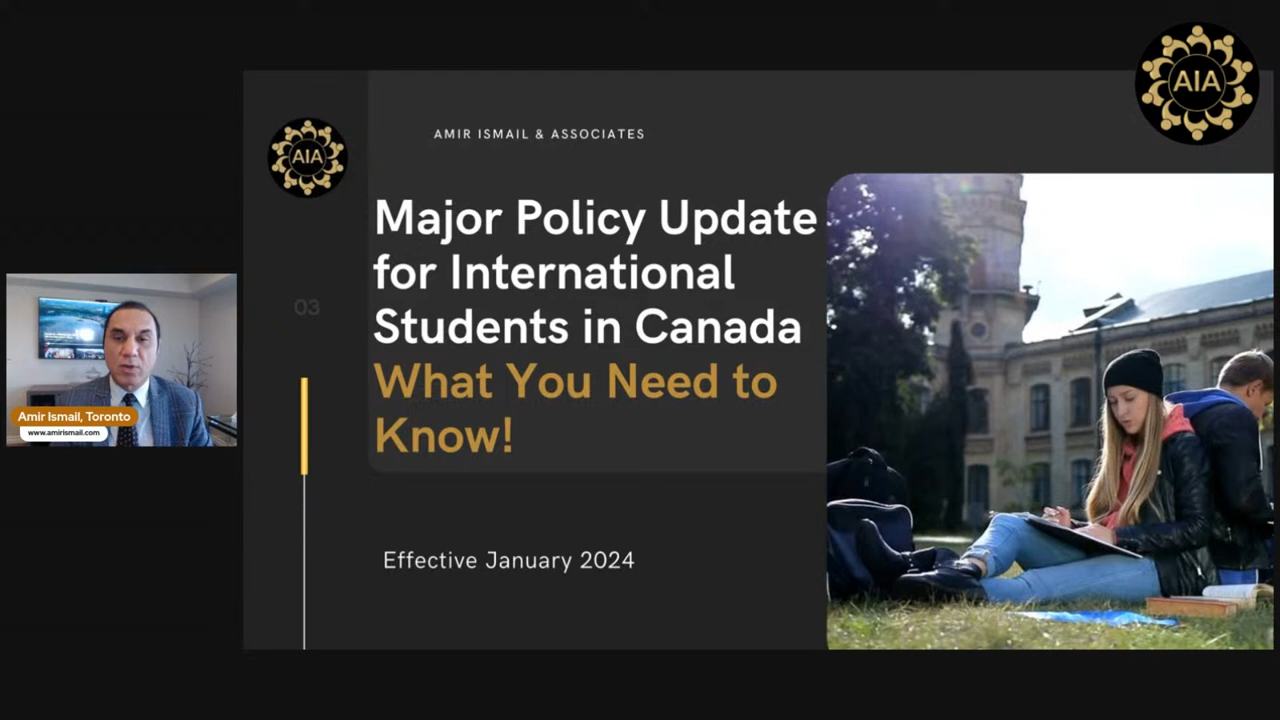 AIA
AIA
AMIR ISMAIL & ASSOCIATES
Major Policy Update
for International
Students in Canada
What You Need to
Know!
03
Amir Ismail, Toronto
www.amirismail.com
Effective January 2024